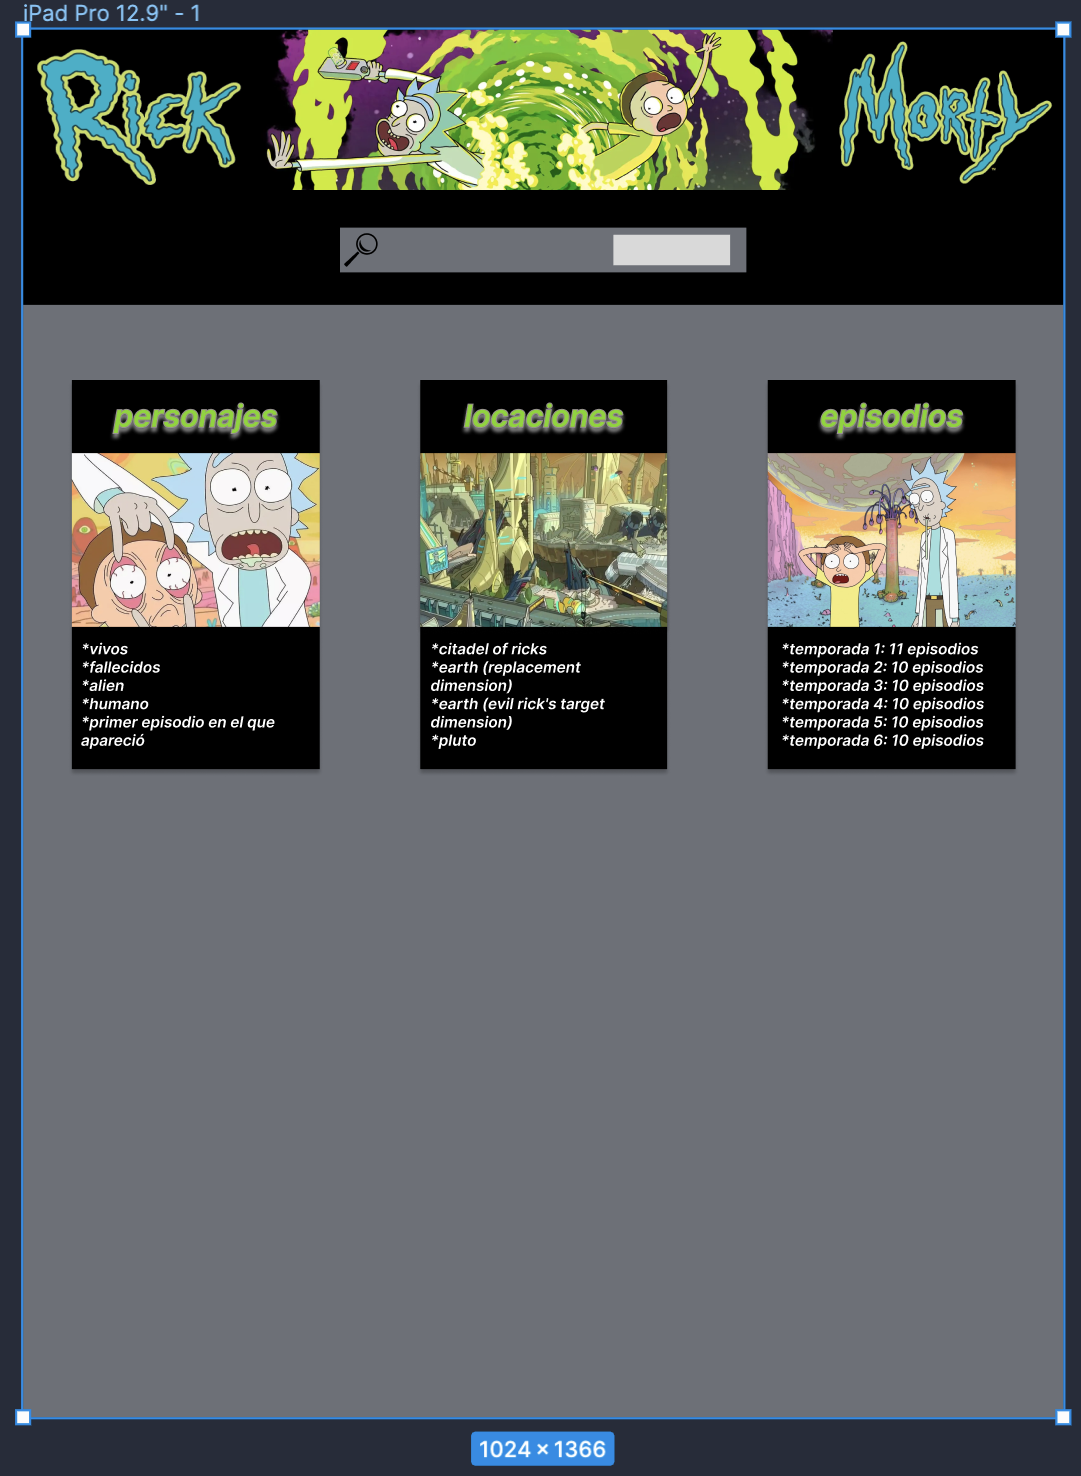 iPad Pro 12.9" - 1
Rick
Morty
personajes
*vivos
*fallecidos
*alien
*humano
*primer episodio en el que
apareció
locaciones
*citadel of ricks
*earth (replacement
dimension)
*earth (evil rick's target
dimension)
*pluto
episodios
*temporada 1: 11 episodios
*temporada 2: 10 episodios
*temporada 3: 10 episodios
*temporada 4: 10 episodios
*temporada 5: 10 episodios
*temporada 6: 10 episodios
1024 × 1366